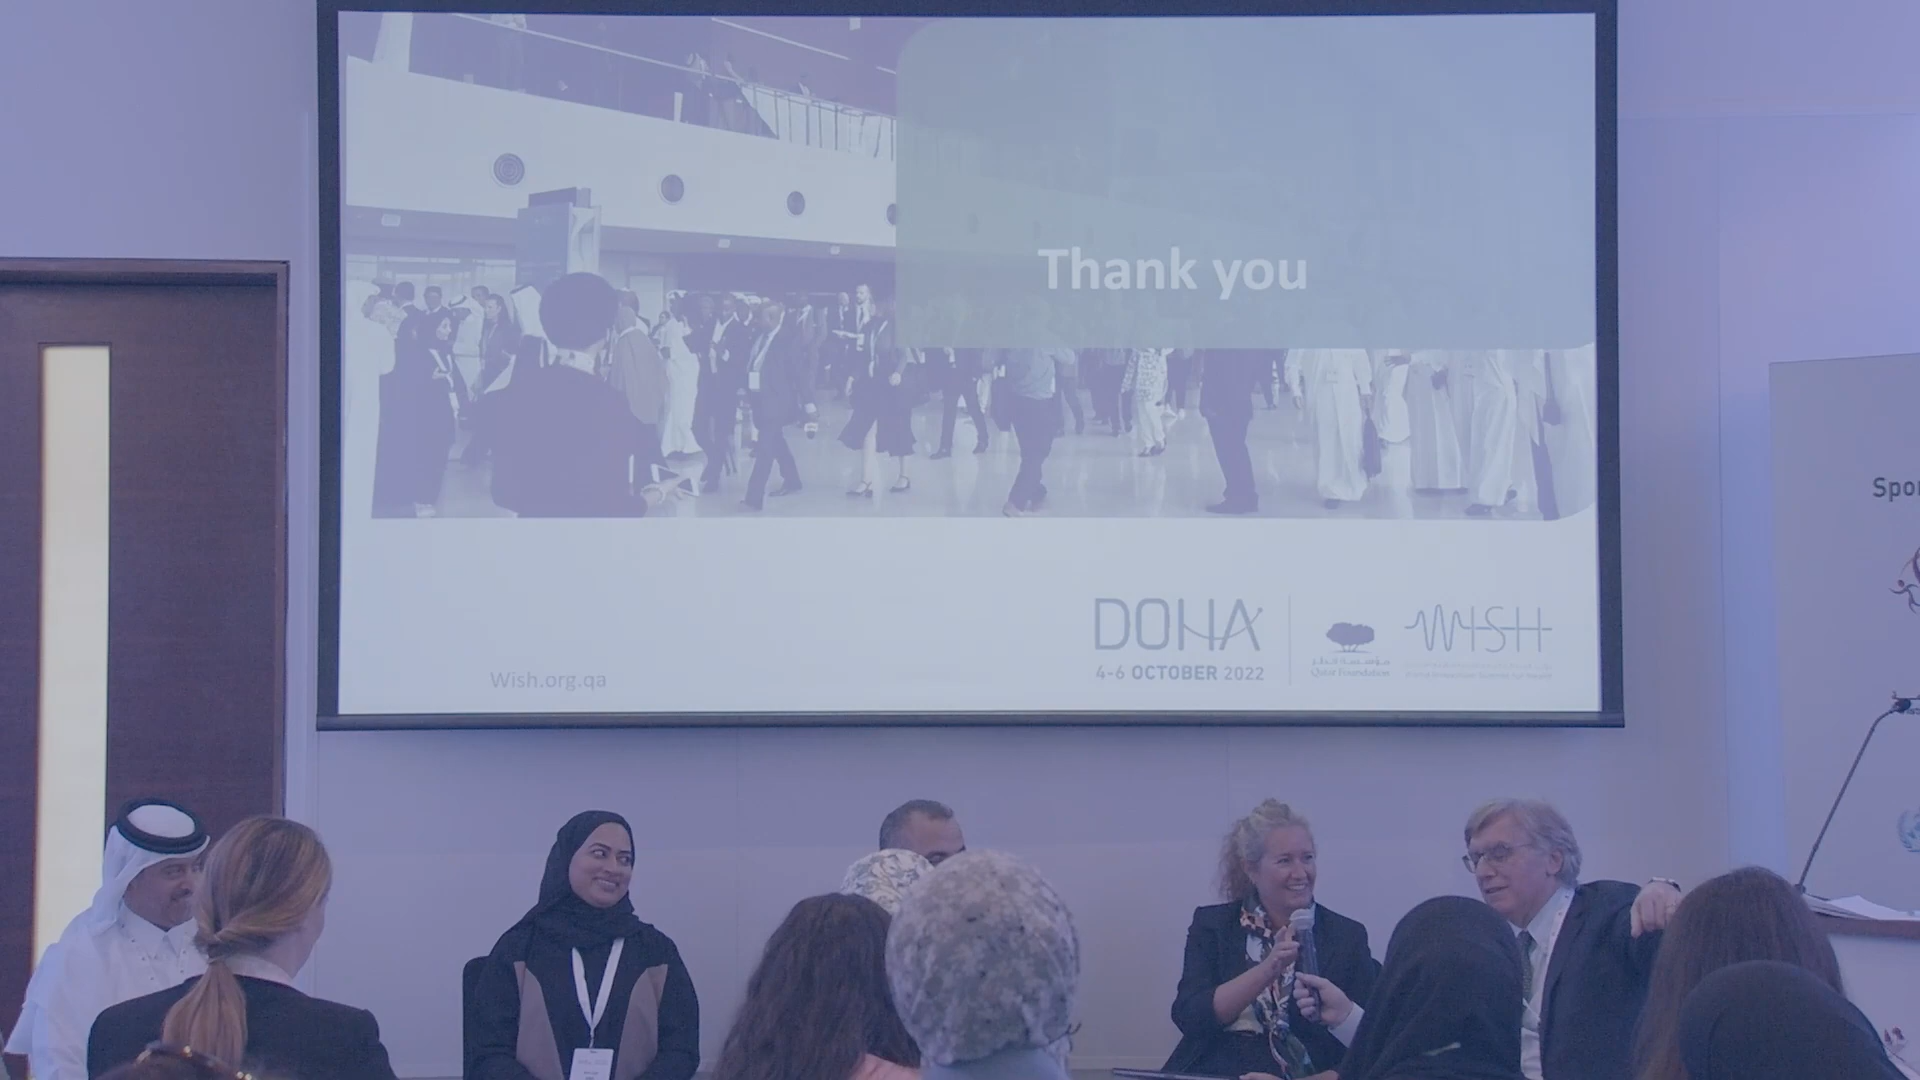 Thank you
Spo
DOHA
4-6 OCTOBER 2022
مؤسسة قطر
Qatar Foundation
WISH
Wish.org.qa